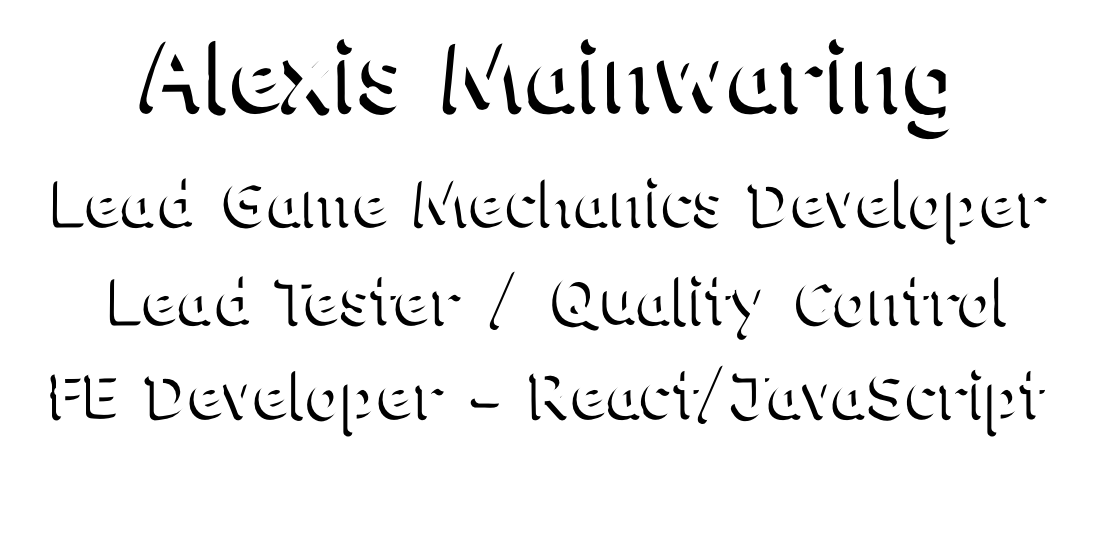 Alexis Mainwaring
Lead Game Mechanics Developer
Lead Tester / Quality Control
FE Developer - React/JavaScript